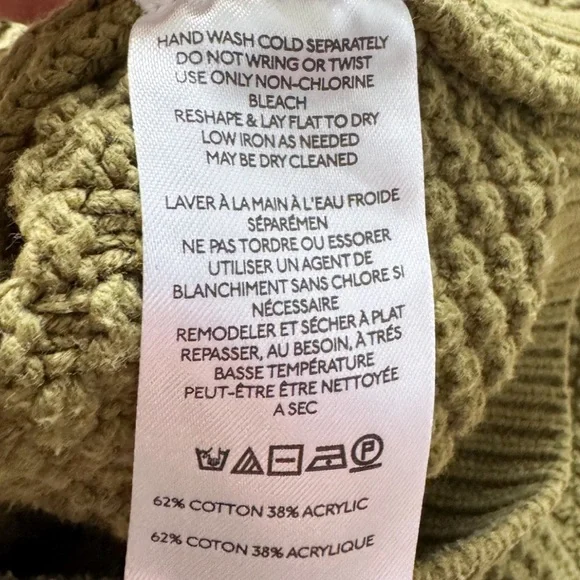 HAND WASH COLD SEPARATELY
DO NOT WRING OR TWIST
USE ONLY NON-CHLORINE
BLEACH
RESHAPE & LAY FLAT TO DRY
LOW IRON AS NEEDED
MAY BE DRY CLEANED
LAVER À LA MAIN À L'EAU FROIDE
SÉPARÉMEN
NE PAS TORDRE OU ESSORER
UTILISER UN AGENT DE
BLANCHIMENT SANS CHLORE SI
NÉCESSAIRE
REMODELER ET SÉCHER À PLAT
REPASSER, AU BESOIN, À TRÉS
BASSE TEMPÉRATURE
PEUT-ÊTRE ÊTRE NETTOYÉE
A SEC
P
62% COTTON 38% ACRYLIC
62% COTON 38% ACRYLIQUE